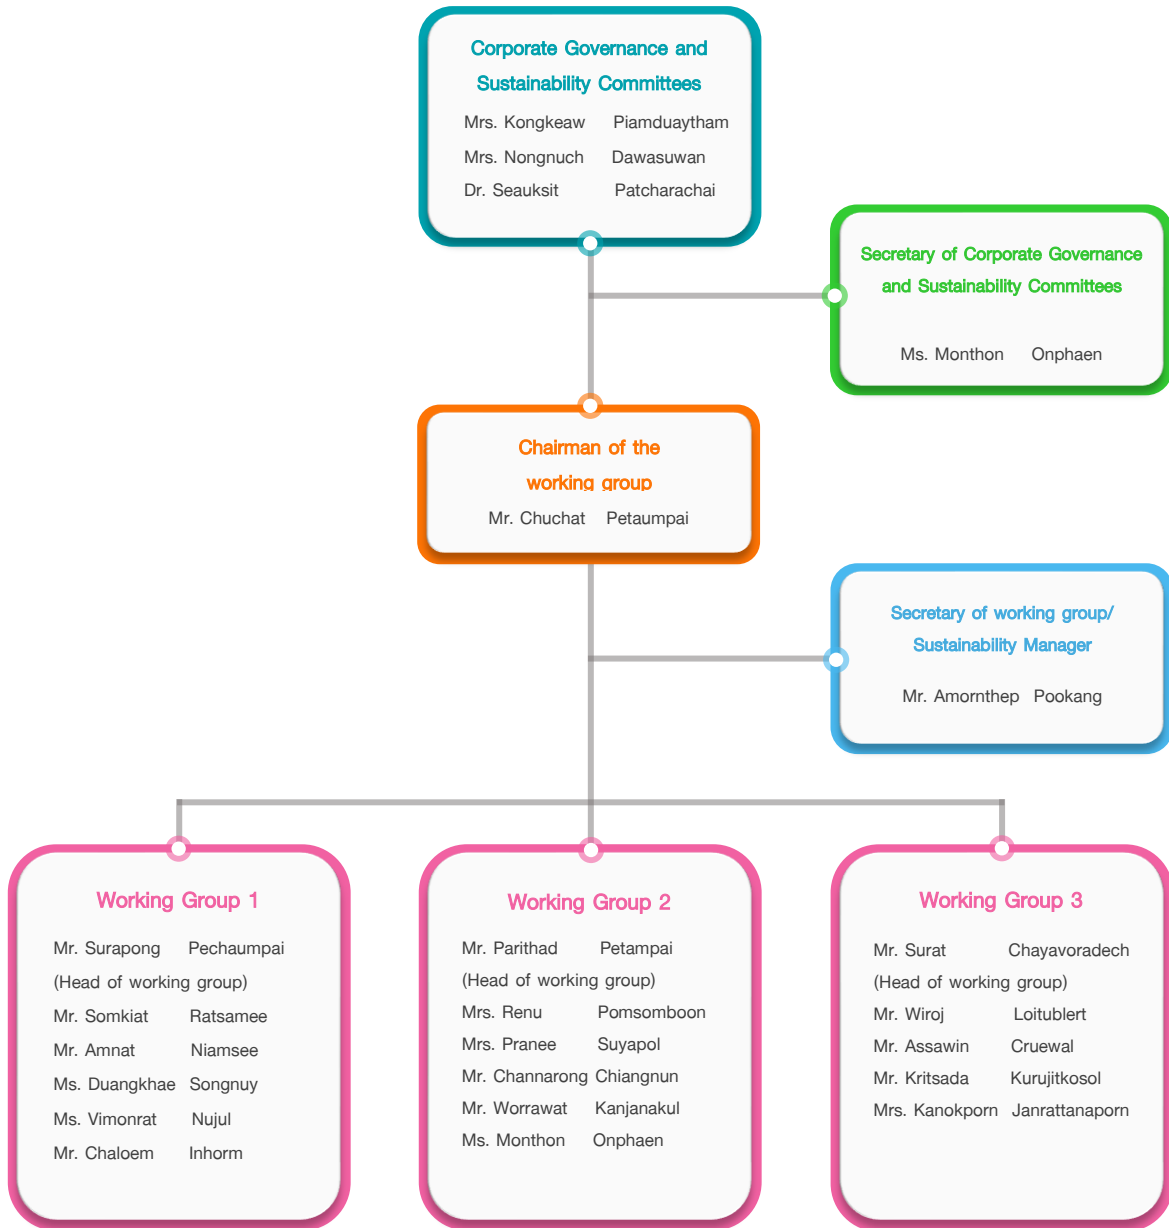 Corporate Governance and
Sustainability Committees
Mrs. Kongkeaw Piamduaytham
Mrs. Nongnuch Dawasuwan
Dr. Seauksit Patcharachai
Secretary of Corporate Governance
and Sustainability Committees
Ms. Monthon Onphaen
Chairman of the
working group
Mr. Chuchat Petaumpai
Secretary of working group/
Sustainability Manager
Mr. Amornthep Pookang
Working Group 1
Mr. Surapong Pechaumpai
(Head of working group)
Mr. Somkiat Ratsamee
Mr. Amnat Niamsee
Ms. Duangkhae Songnuy
Ms. Vimonrat Nujul
Mr. Chaloem Inhorm
Working Group 2
Mr. Parithad Petampai
(Head of working group)
Mrs. Renu Pomsomboon
Mrs. Pranee Suyapol
Mr. Channarong Chiangnun
Mr. Worrawat Kanjanakul
Ms. Monthon Onphaen
Working Group 3
Mr. Surat Chayavoradech
(Head of working group)
Mr. Wiroj Loitublert
Mr. Assawin Cruewal
Mr. Kritsada Kurujitkosol
Mrs. Kanokporn Janrattanaporn